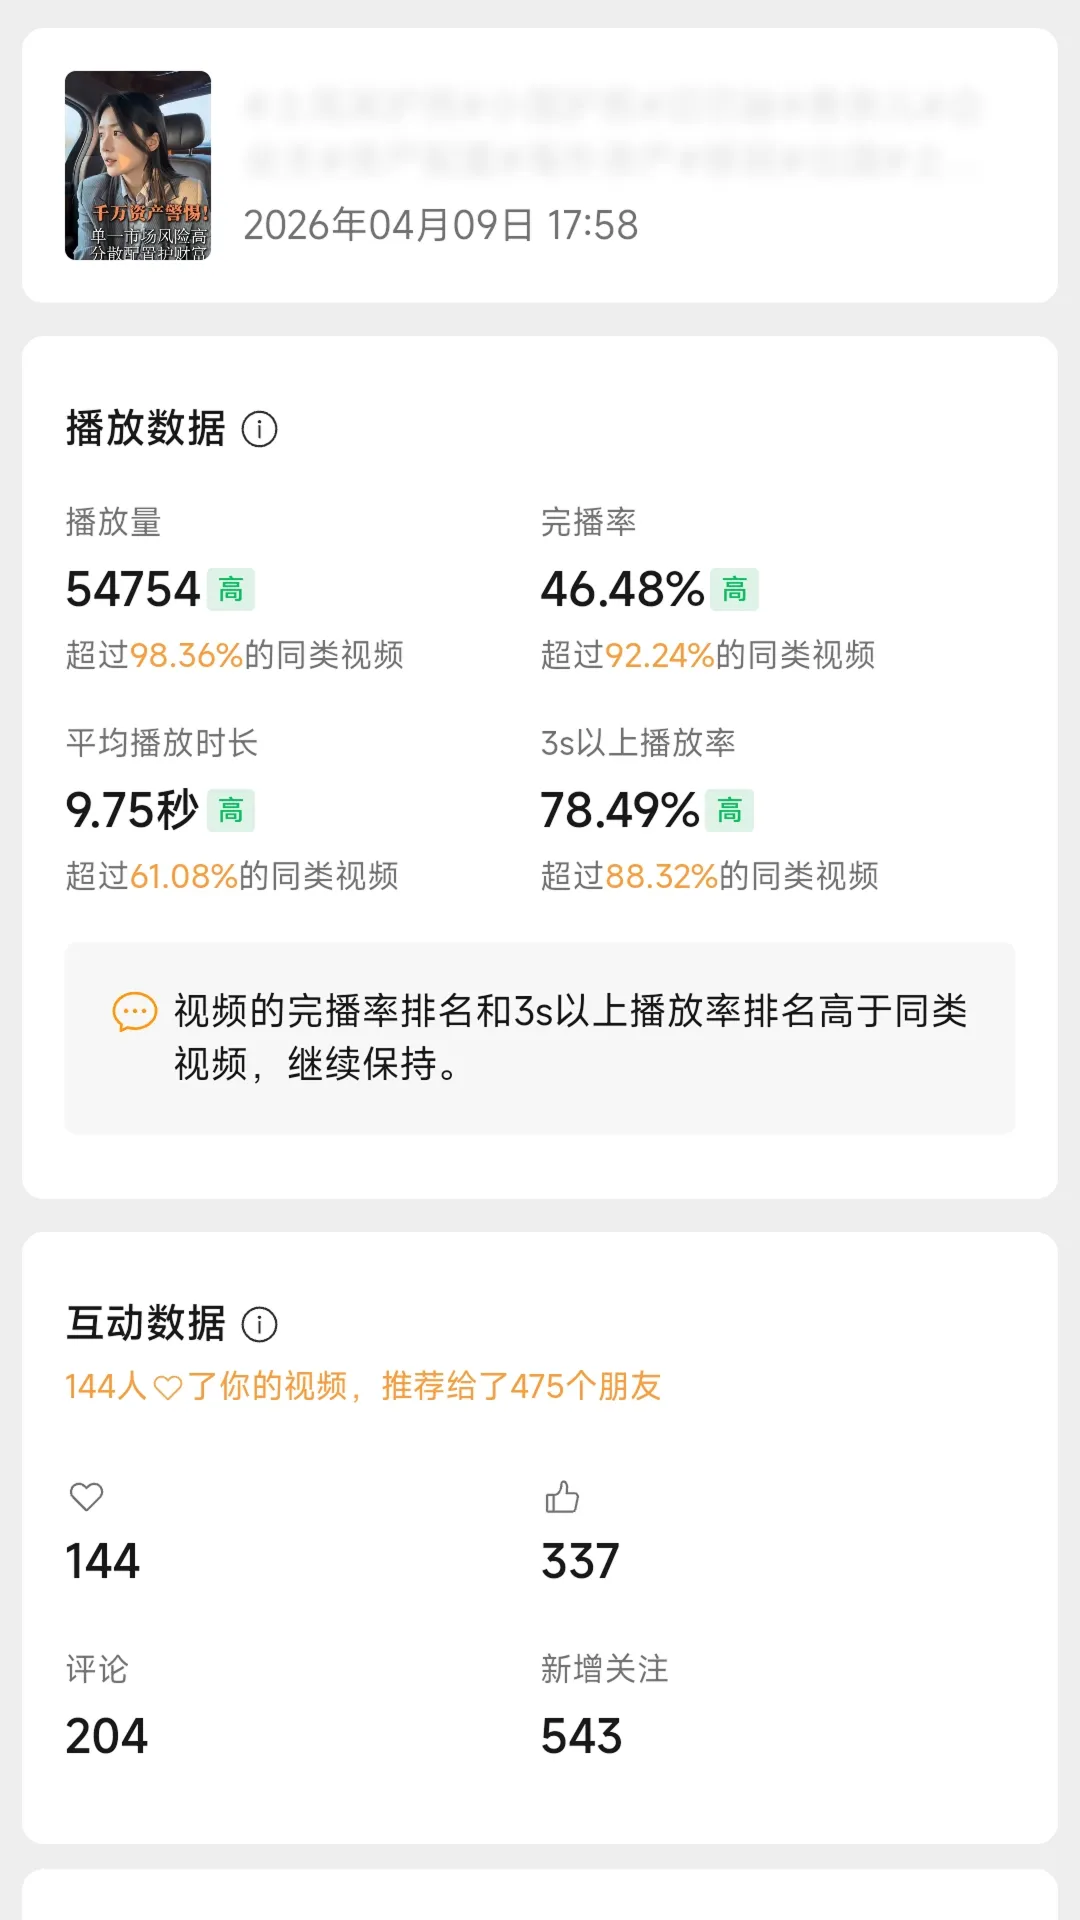 千万资产警惕!
单一市场风险高
分散配置护财富
2026年04月09日 17:58
播放数据
播放量
完播率
54754 高
46.48% 高
超过98.36%的同类视频
超过92.24%的同类视频
平均播放时长
3s以上播放率
9.75秒 高
78.49% 高
超过61.08%的同类视频
超过88.32%的同类视频
视频的完播率排名和3s以上播放率排名高于同类
视频，继续保持。
互动数据
144人♡了你的视频，推荐给了475个朋友
144
337
评论
新增关注
204
543